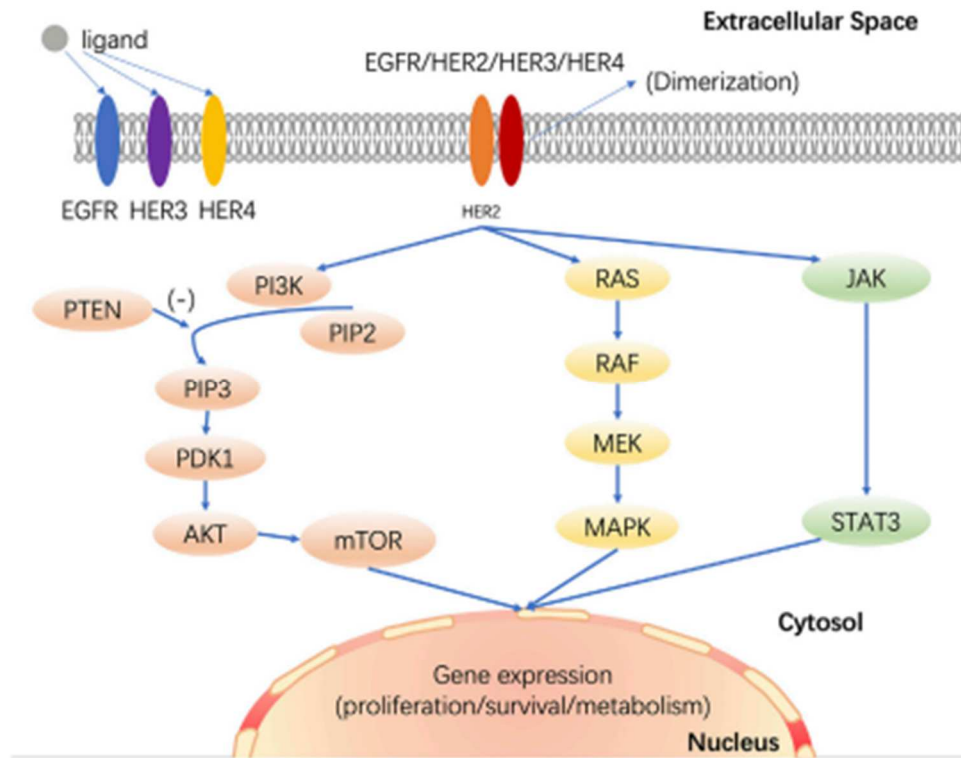 Extracellular Space
ligand
EGFR/HER2/HER3/HER4
(Dimerization)
EGFR HER3 HER4
HER2
PI3K
RAS
JAK
PTEN
(-)
PIP2
RAF
PIP3
MEK
PDK1
AKT
mTOR
MAPK
STAT3
Cytosol
Gene expression
(proliferation/survival/metabolism)
Nucleus